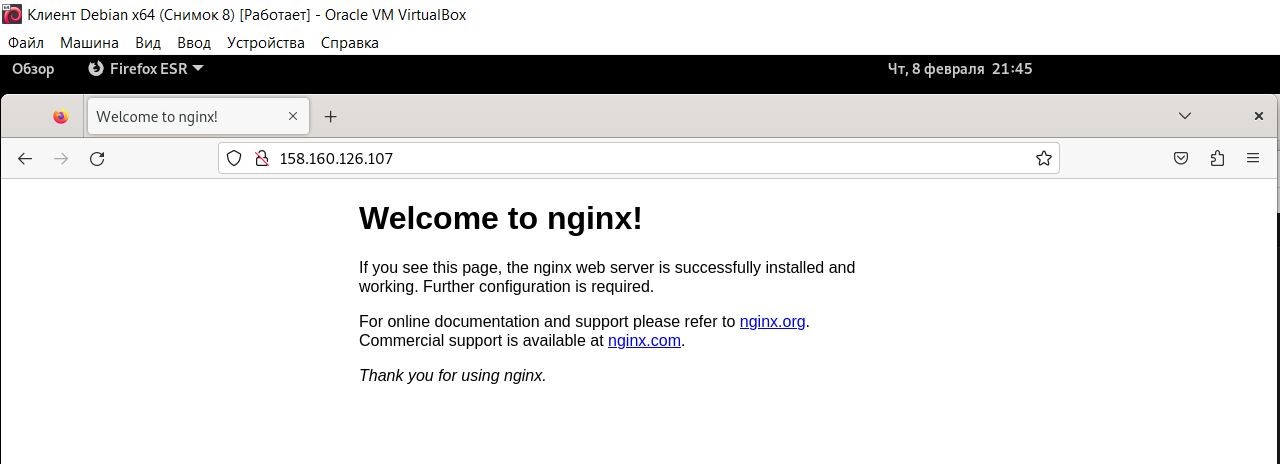 Клиент Debian x64 (Снимок 8) [Работает] - Oracle VM VirtualBox
Файл Машина Вид Ввод Устройства Справка
Обзор Firefox ESR Чт, 8 февраля 21:45
Welcome to nginx!
158.160.126.107
Welcome to nginx!
If you see this page, the nginx web server is successfully installed and
working. Further configuration is required.
For online documentation and support please refer to nginx.org.
Commercial support is available at nginx.com.
Thank you for using nginx.